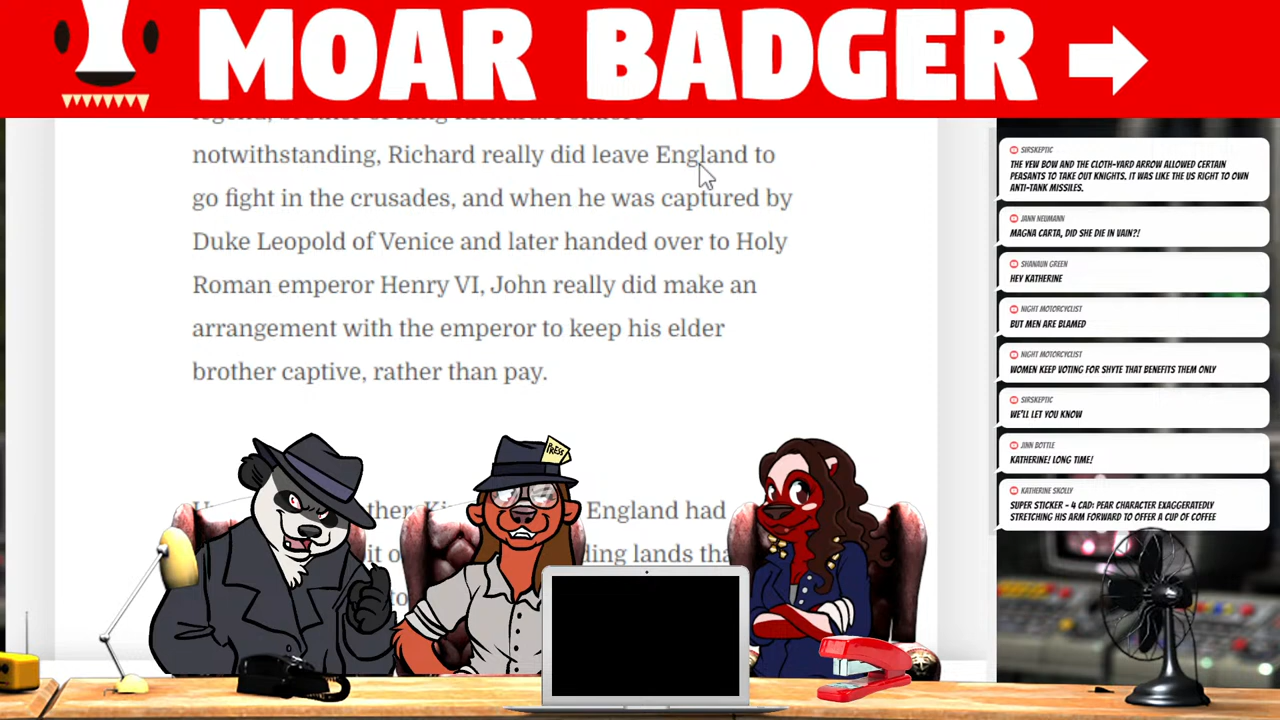 MOAR BADGER
notwithstanding, Richard really did leave England to
go fight in the crusades, and when he was captured by
Duke Leopold of Venice and later handed over to Holy
Roman emperor Henry VI, John really did make an
arrangement with the emperor to keep his elder
brother captive, rather than pay.
England had
lands
PRESS
SIRSKEPTIC
THE YEW BOW AND THE CLOTH-YARD ARROW ALLOWED CERTAIN
PEASANTS TO TAKE OUT KNIGHTS. IT WAS LIKE THE US RIGHT TO OWN
ANTI-TANK MISSILES.
JANN NEUMANN
MAGNA CARTA, DID SHE DIE IN VAIN?!
SHANAUN GREEN
HEY KATHERINE
NIGHT MOTORCYCLIST
BUT MEN ARE BLAMED
NIGHT MOTORCYCLIST
WOMEN KEEP VOTING FOR SHYTE THAT BENEFITS THEM ONLY
SIRSKEPTIC
WE'LL LET YOU KNOW
JINN BOTTLE
KATHERINE! LONG TIME!
KATHERINE SKOLLY
SUPER STICKER - 4 CAD: PEAR CHARACTER EXAGGERATEDLY
STRETCHING HIS ARM FORWARD TO OFFER A CUP OF COFFEE